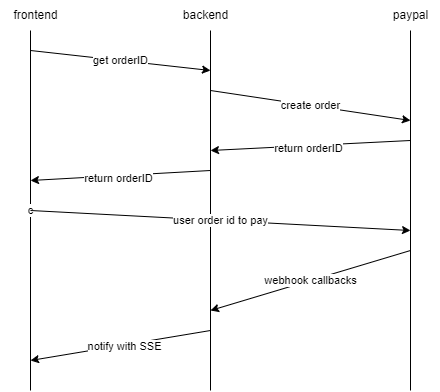 frontend backend paypal
get orderID
create order
return orderID
return orderID
c
user order id to pay
webhook callbacks
notify with SSE